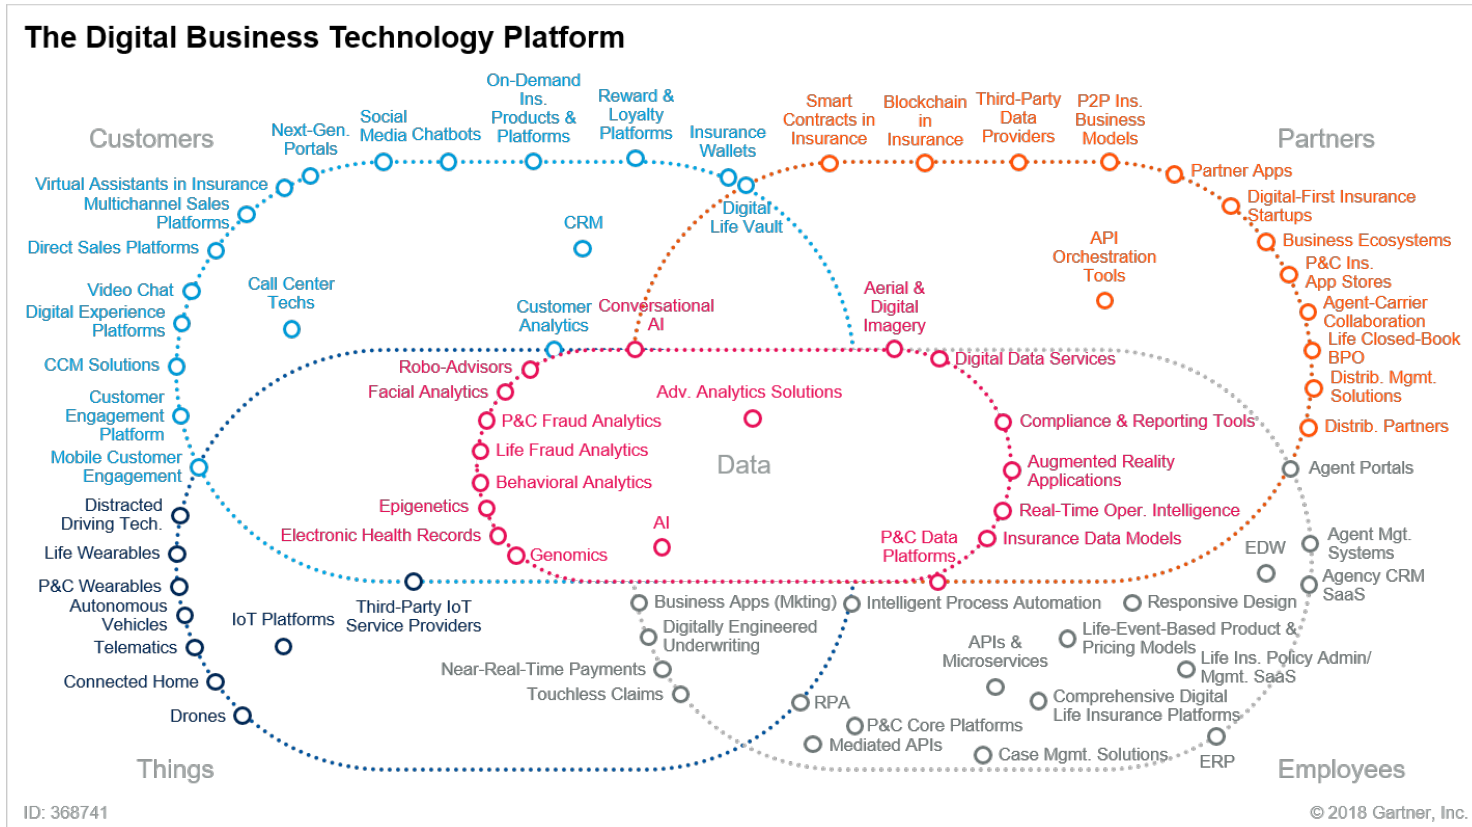 The Digital Business Technology Platform
Customers
Partners
Things
Employees
Data
On-Demand
Ins.
Products &
Platforms
Reward &
Loyalty
Platforms
Social
Media
Chatbots
Next-Gen.
Portals
Insurance
Wallets
Digital
Life Vault
Virtual Assistants in Insurance
Multichannel Sales
Platforms
Direct Sales Platforms
Video Chat
Digital Experience
Platforms
CCM Solutions
Customer
Engagement
Platform
Mobile Customer
Engagement
CRM
Call Center
Techs
Customer
Analytics
Smart
Contracts in
Insurance
Blockchain
in
Insurance
Third-Party
Data
Providers
P2P Ins.
Business
Models
Partner Apps
Digital-First Insurance
Startups
Business Ecosystems
P&C Ins.
App Stores
Agent-Carrier
Collaboration
Life Closed-Book
BPO
Distrib. Mgmt.
Solutions
Distrib. Partners
API
Orchestration
Tools
Conversational
AI
Aerial &
Digital
Imagery
Robo-Advisors
Facial Analytics
P&C Fraud Analytics
Life Fraud Analytics
Behavioral Analytics
Epigenetics
Electronic Health Records
Genomics
Adv. Analytics Solutions
AI
Digital Data Services
Compliance & Reporting Tools
Augmented Reality
Applications
Real-Time Oper. Intelligence
Insurance Data Models
P&C Data
Platforms
Distracted
Driving Tech.
Life Wearables
P&C Wearables
Autonomous
Vehicles
Telematics
Connected Home
Drones
IoT Platforms
Third-Party IoT
Service Providers
Agent Portals
Agent Mgt.
Systems
EDW
Agency CRM
SaaS
Business Apps (Mkting)
Intelligent Process Automation
Responsive Design
Digitally Engineered
Underwriting
Life-Event-Based Product &
Pricing Models
APIs &
Microservices
Life Ins. Policy Admin/
Mgmt. SaaS
Near-Real-Time Payments
Touchless Claims
RPA
Comprehensive Digital
Life Insurance Platforms
P&C Core Platforms
Mediated APIs
Case Mgmt. Solutions
ERP
ID: 368741
© 2018 Gartner, Inc.